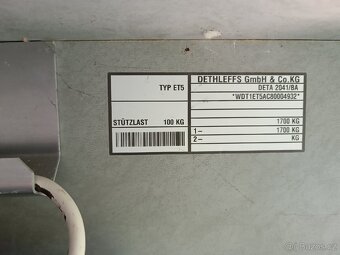 DETHLEFFS GmbH & Co.KG
TYP ET5
DETA 2041/8A
*WDT1ET5AC80004932*
STÜTZLAST 100 KG
1700 KG
1– 1700 KG
2– KG